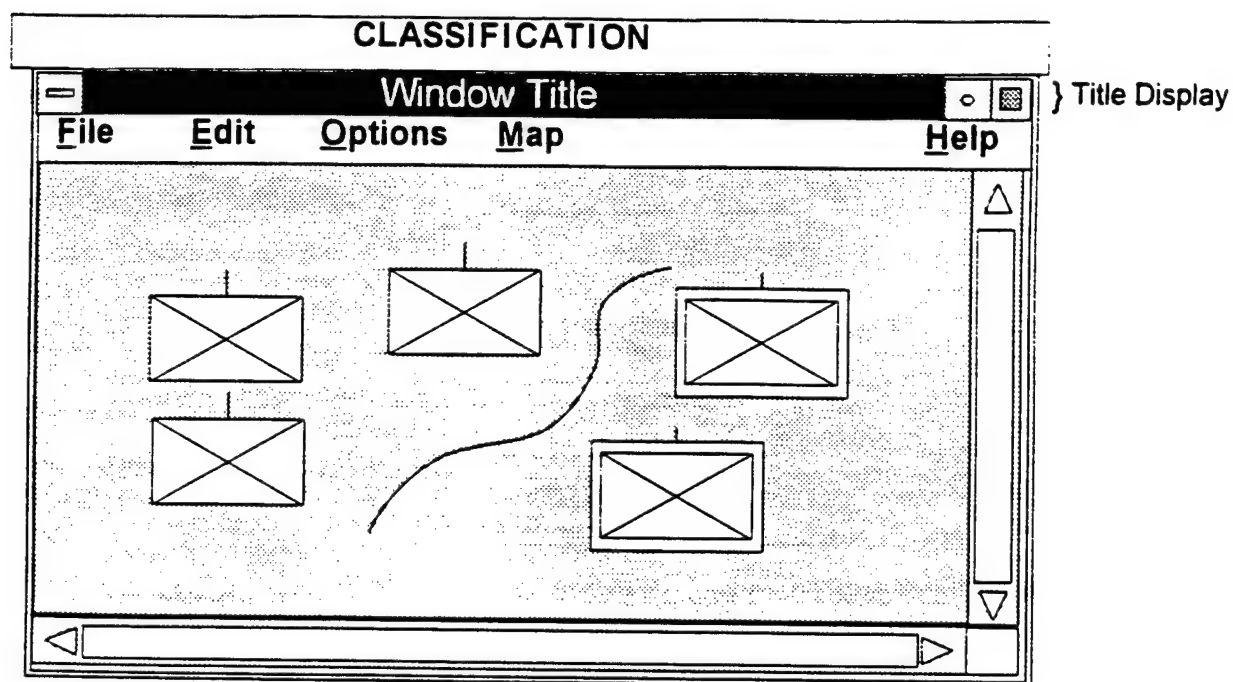 CLASSIFICATION
Window Title
} Title Display
File Edit Options Map Help